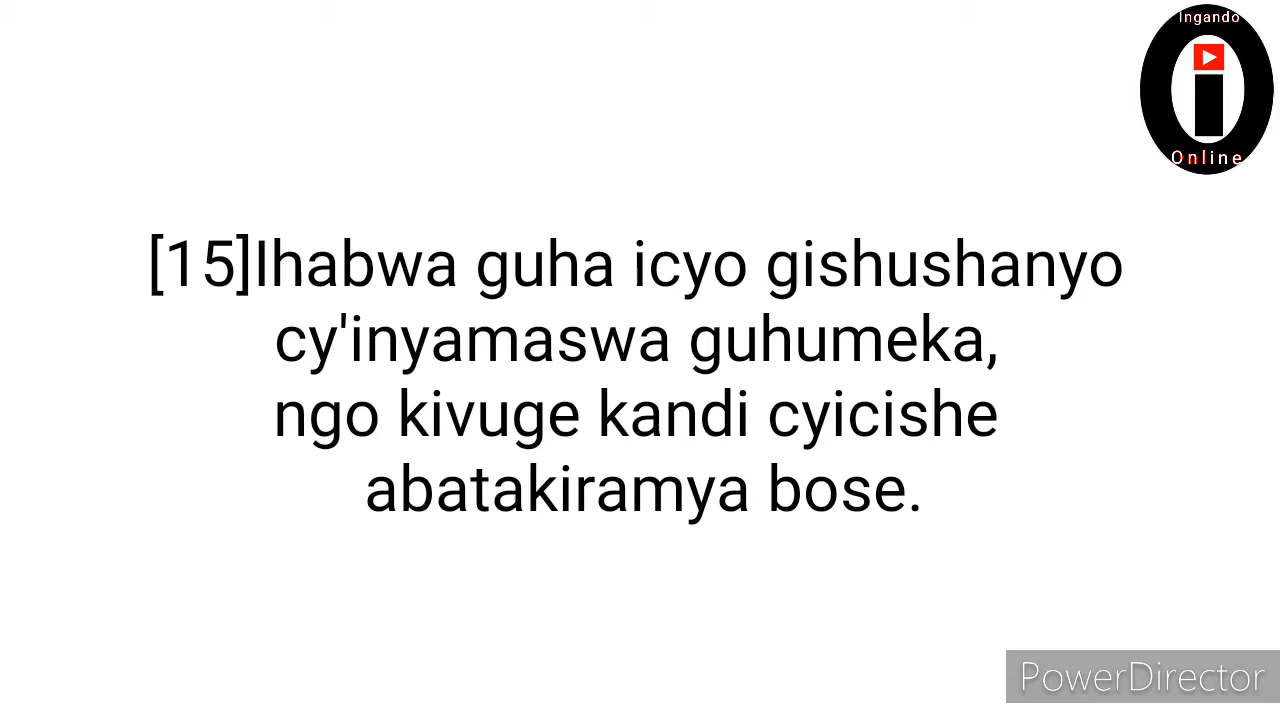 Ingando
Online
[15]Ihabwa guha icyo gishushanyo
cy'inyamaswa guhumeka,
ngo kivuge kandi cyicishe
abatakiramya bose.
PowerDirector